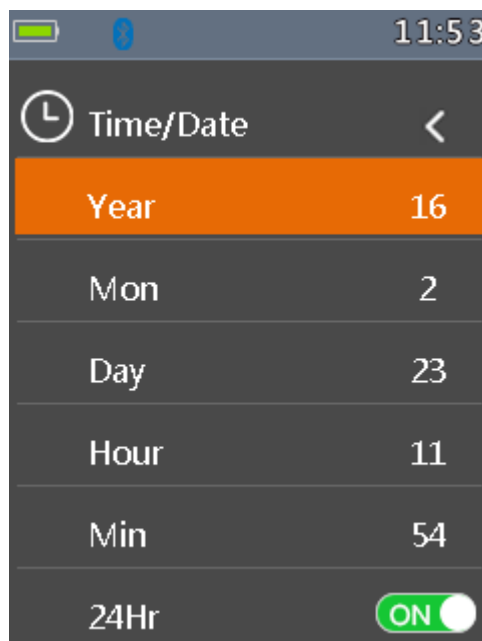 11:53
Time/Date
Year 16
Mon 2
Day 23
Hour 11
Min 54
24Hr ON